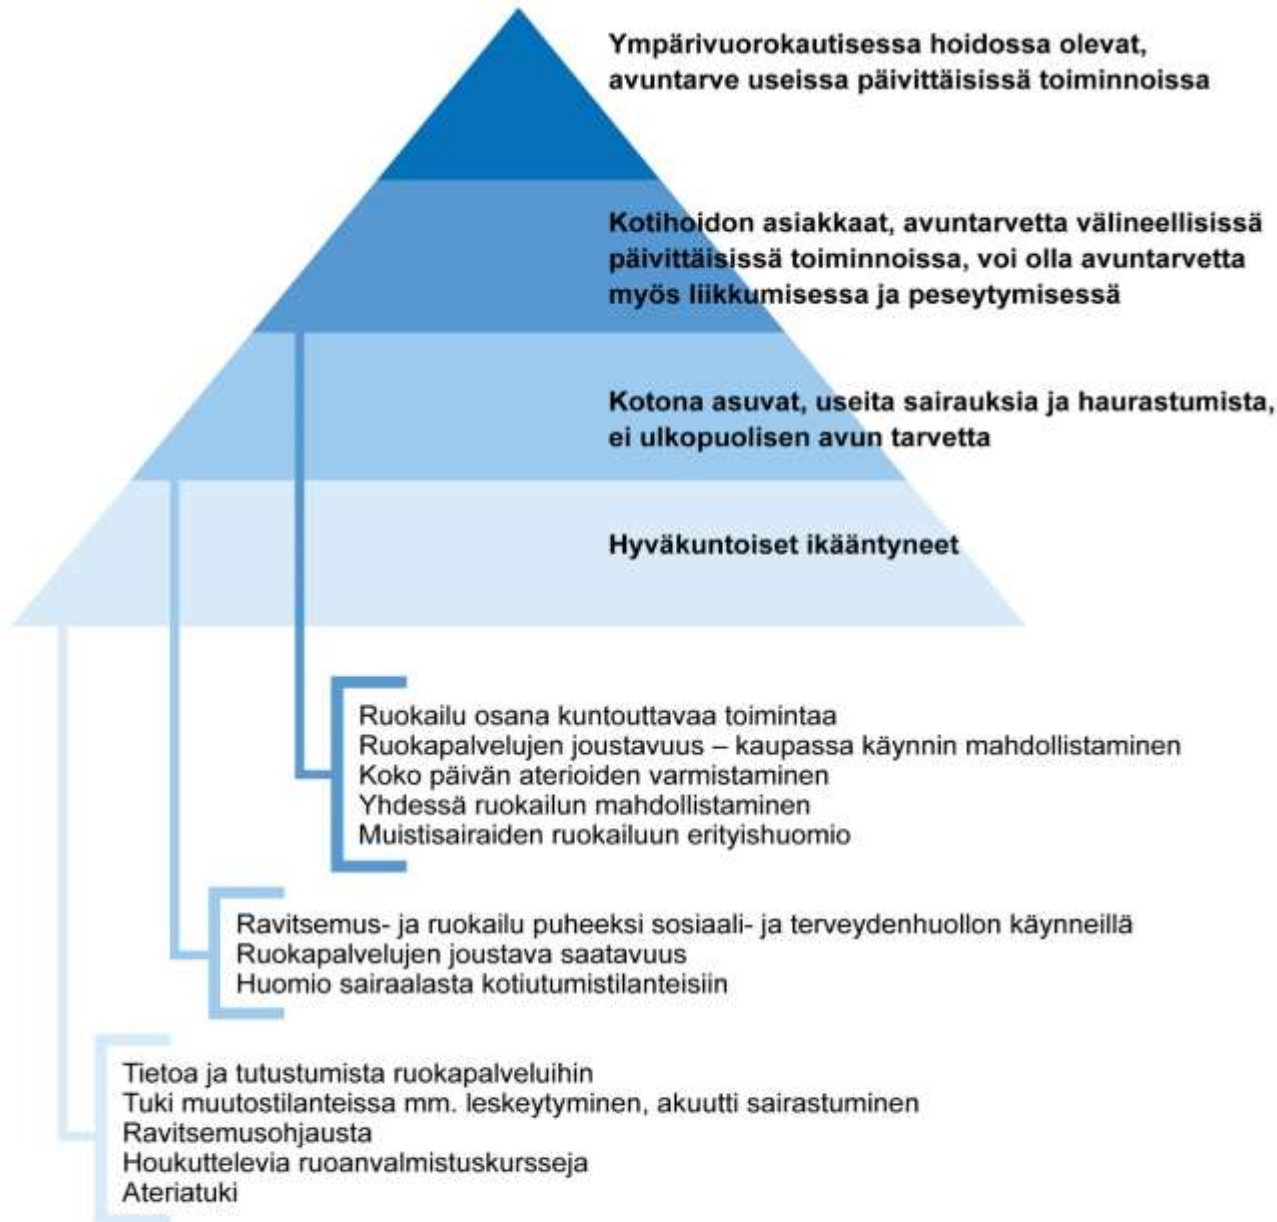 Ympärivuorokautisessa hoidossa olevat,
avuntarve useissa päivittäisissä toiminnoissa
Kotihoidon asiakkaat, avuntarvetta välineellisissä
päivittäisissä toiminnoissa, voi olla avuntarvetta
myös liikkumisessa ja peseytymisessä
Kotona asuvat, useita sairauksia ja haurastumista,
ei ulkopuolisen avun tarvetta
Hyväkuntoiset ikääntyneet
Ruokailu osana kuntouttavaa toimintaa
Ruokapalvelujen joustavuus – kaupassa käynnin mahdollistaminen
Koko päivän aterioiden varmistaminen
Yhdessä ruokailun mahdollistaminen
Muistisairaiden ruokailuun erityishuomio
Ravitsemus- ja ruokailu puheeksi sosiaali- ja terveydenhuollon käynneillä
Ruokapalvelujen joustava saatavuus
Huomio sairaalasta kotiutumistilanteisiin
Tietoa ja tutustumista ruokapalveluihin
Tuki muutostilanteissa mm. leskeytyminen, akuutti sairastuminen
Ravitsemusohjausta
Houkuttelevia ruoanvalmistuskursseja
Ateriatuki